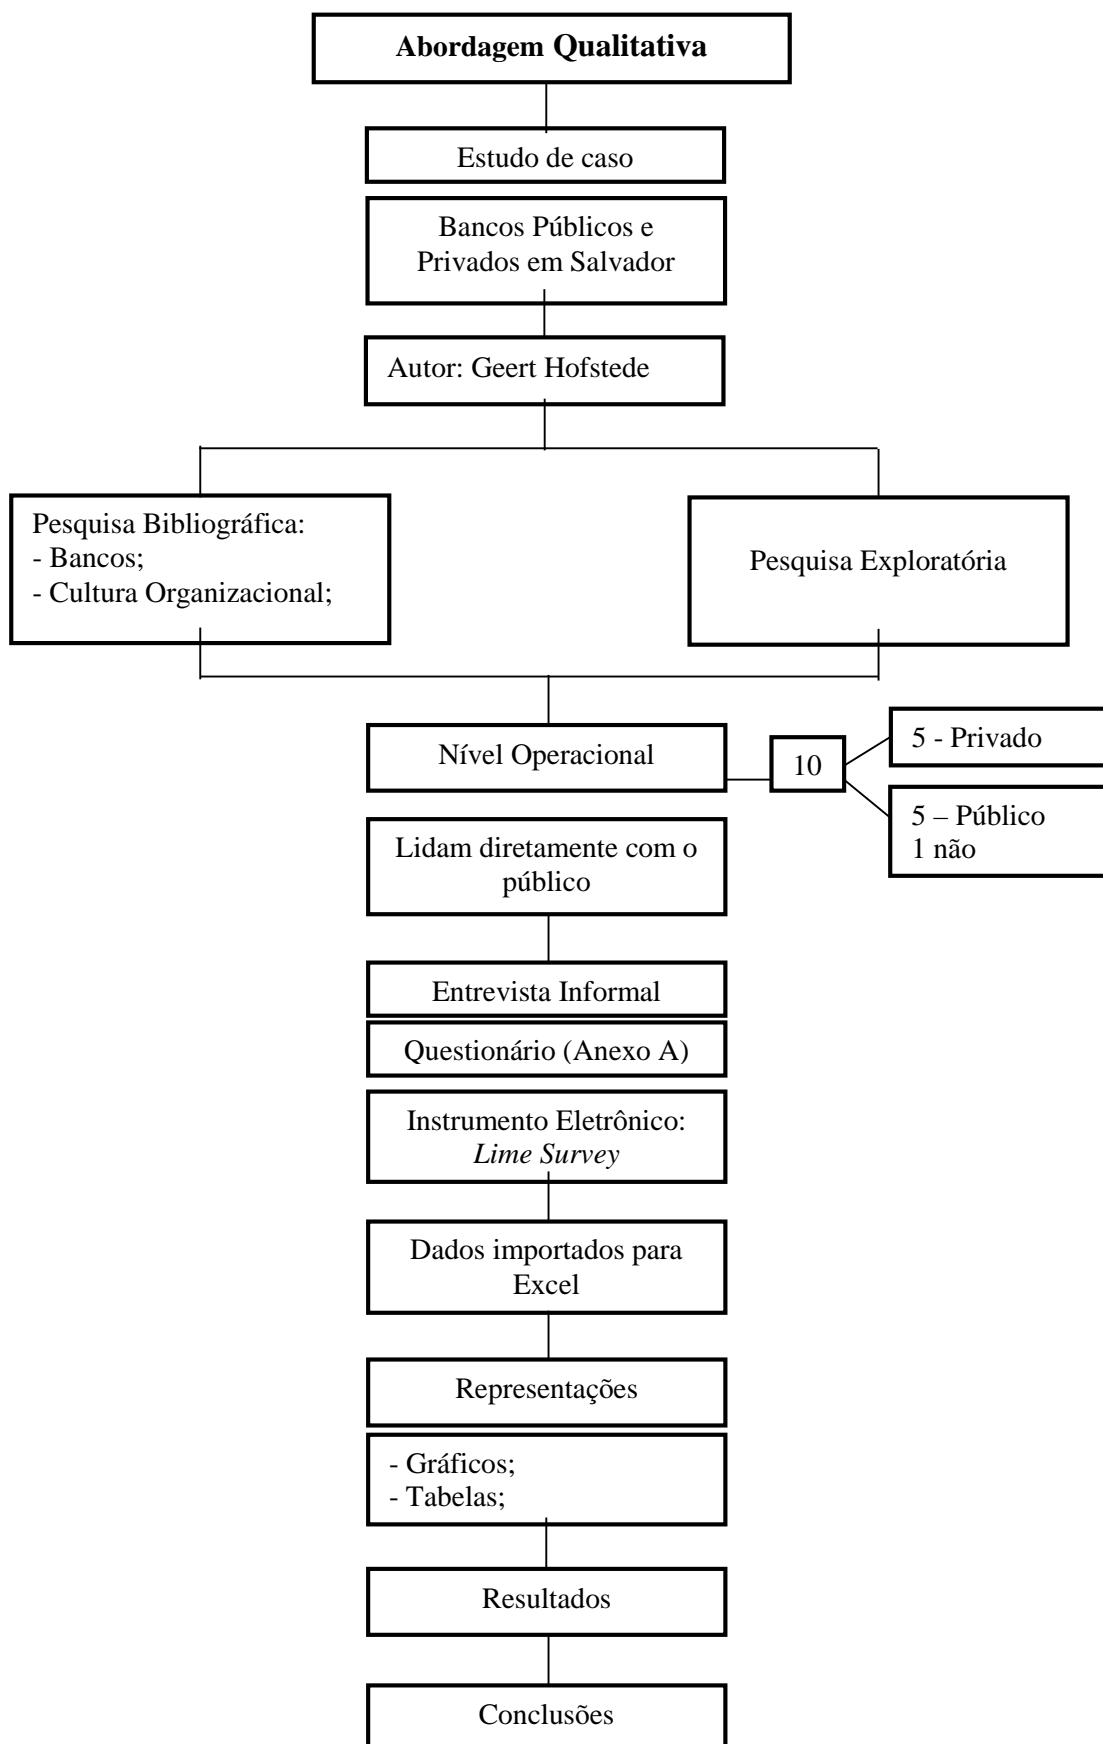 Abordagem Qualitativa
Estudo de caso
Bancos Públicos e
Privados em Salvador
Autor: Geert Hofstede
Pesquisa Bibliográfica:
- Bancos;
- Cultura Organizacional;
Pesquisa Exploratória
Nível Operacional
10
5 - Privado
5 – Público
1 não
Lidam diretamente com o
público
Entrevista Informal
Questionário (Anexo A)
Instrumento Eletrônico:
Lime Survey
Dados importados para
Excel
Representações
- Gráficos;
- Tabelas;
Resultados
Conclusões